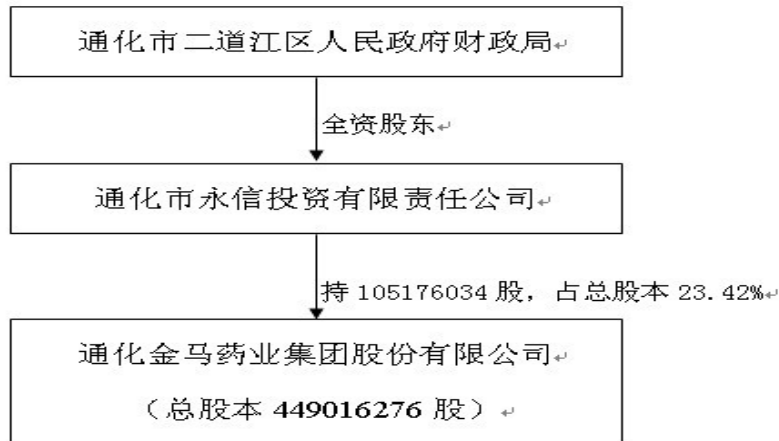 通化市二道江区人民政府财政局
全资股东
通化市永信投资有限责任公司
持 105176034 股，占总股本 23.42%
通化金马药业集团股份有限公司
（总股本 449016276 股）